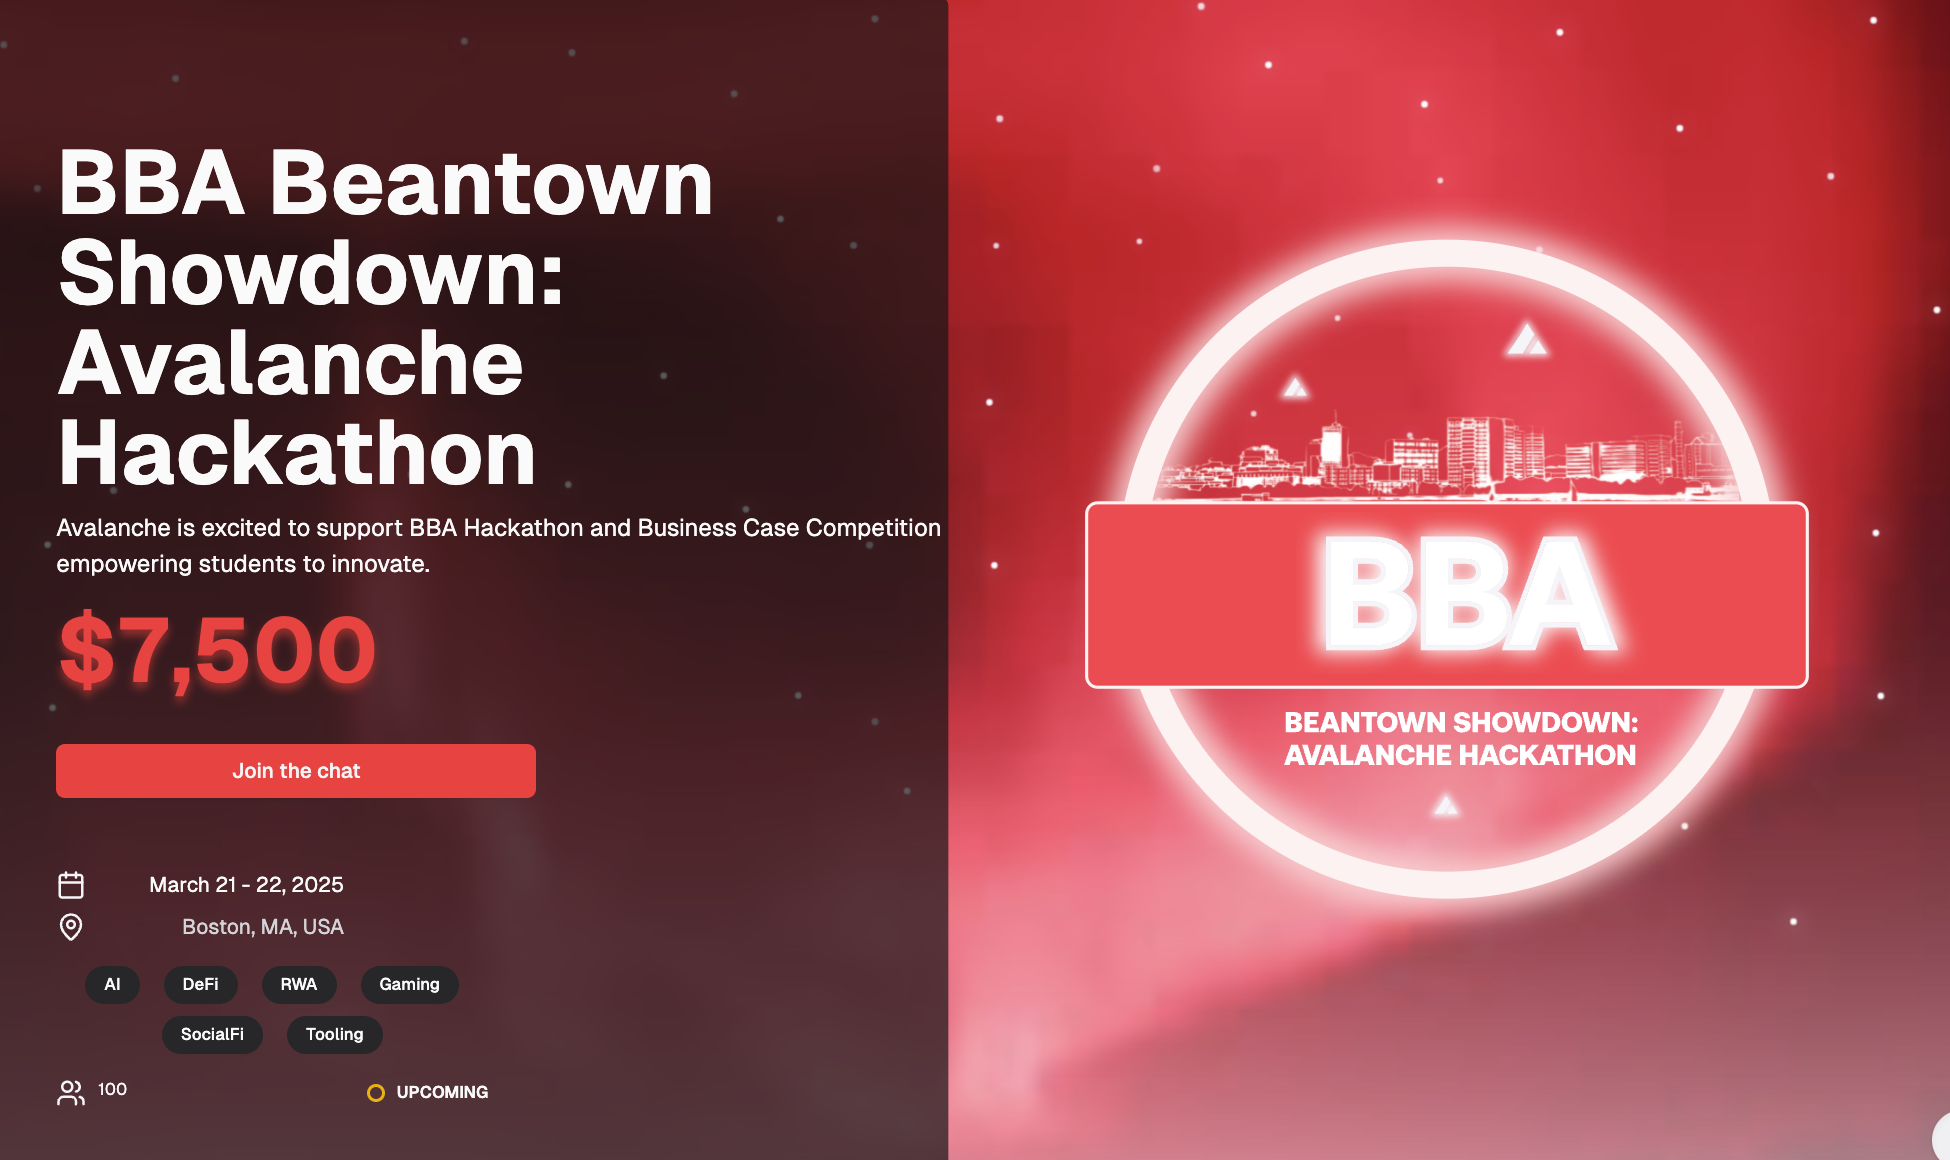 BBA Beantown
Showdown:
Avalanche
Hackathon
Avalanche is excited to support BBA Hackathon and Business Case Competition
empowering students to innovate.
$7,500
Join the chat
March 21 - 22, 2025
Boston, MA, USA
AI DeFi RWA Gaming
SocialFi Tooling
100 UPCOMING
BBA
BEANTOWN SHOWDOWN:
AVALANCHE HACKATHON